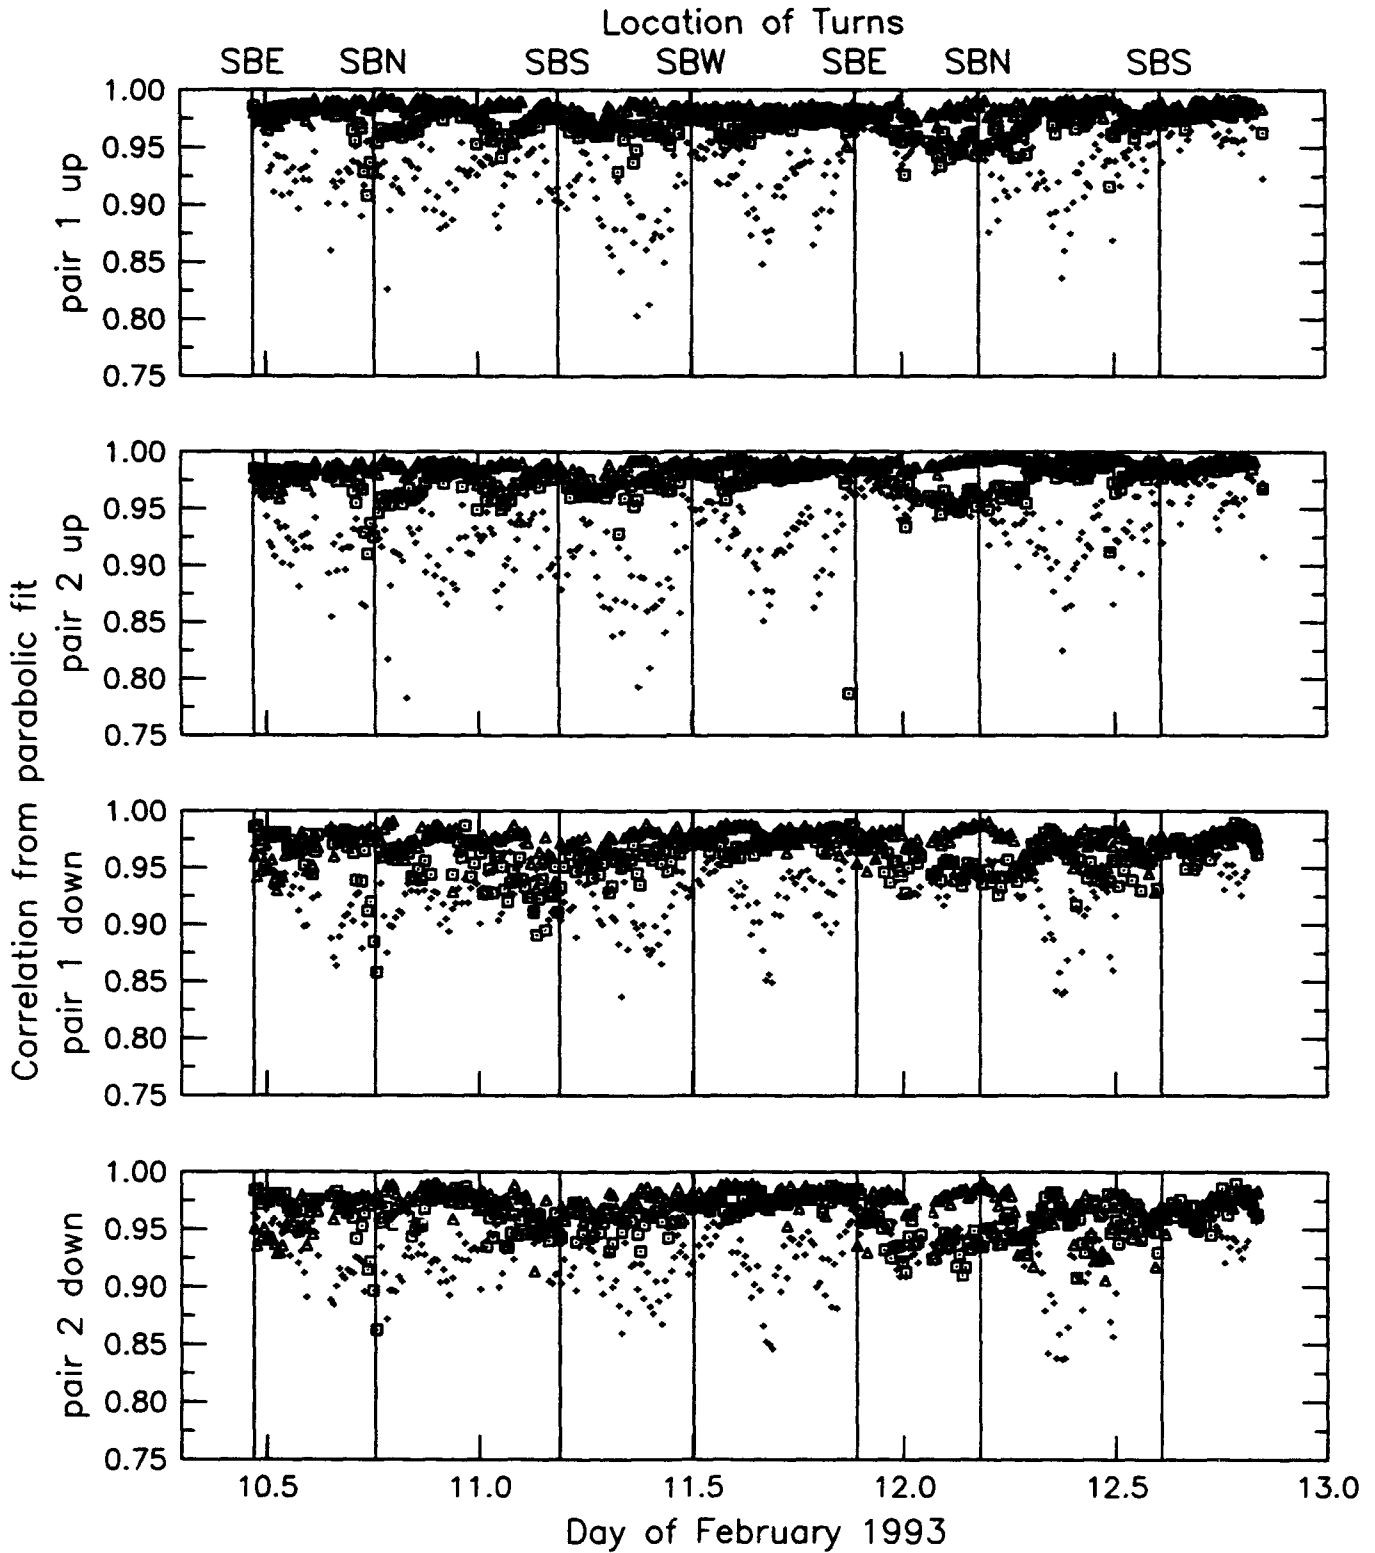 Location of Turns
SBE SBN SBS SBW SBE SBN SBS
1.00
0.95
0.90
0.85
0.80
0.75
pair 1 up
1.00
0.95
0.90
0.85
0.80
0.75
pair 2 up
Correlation from parabolic fit
1.00
0.95
0.90
0.85
0.80
0.75
pair 1 down
1.00
0.95
0.90
0.85
0.80
0.75
pair 2 down
10.5 11.0 11.5 12.0 12.5 13.0
Day of February 1993